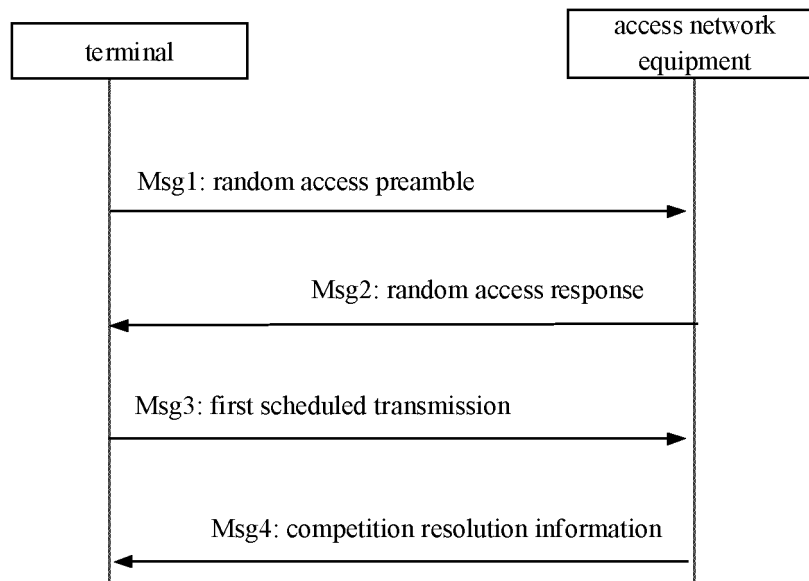 terminal
access network
equipment
Msg1: random access preamble
Msg2: random access response
Msg3: first scheduled transmission
Msg4: competition resolution information